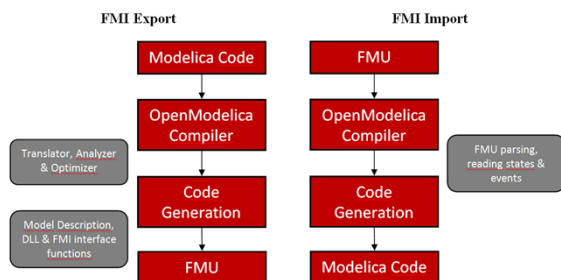 FMI Export
FMI Import
Modelica Code
FMU
OpenModelica
Compiler
OpenModelica
Compiler
Translator, Analyzer
& Optimizer
FMU parsing,
reading states &
events
Code
Generation
Code
Generation
Model Description,
DLL & FMI interface
functions
FMU
Modelica Code